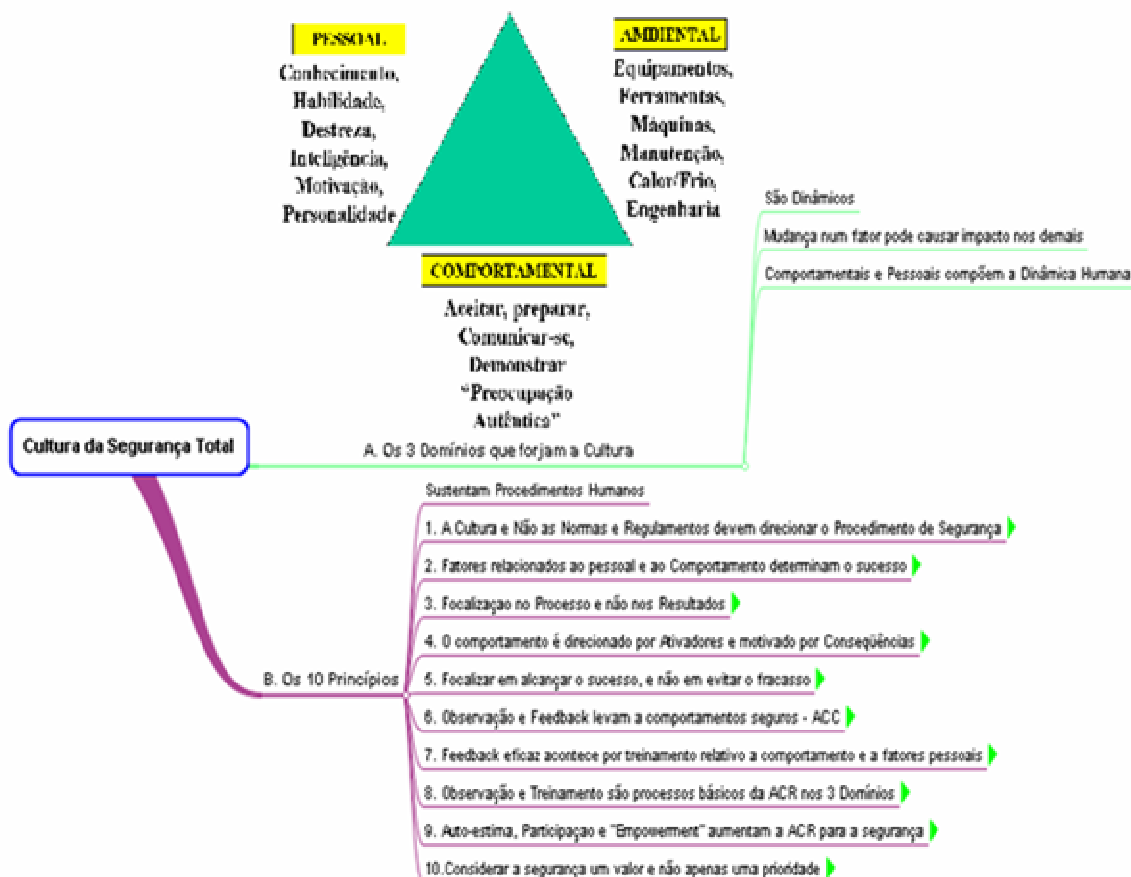 PESSOAL
Conhecimento,
Habilidade,
Destreza,
Inteligência,
Motivação,
Personalidade
AMBIENTAL
Equipamentos,
Ferramentas,
Máquinas,
Manutenção,
Calor/Frio,
Engenharia
COMPORTAMENTAL
Aceitar, preparar,
Comunicar-se,
Demonstrar
“Preocupação
Autêntica”
São Dinâmicos
Mudança num fator pode causar impacto nos demais
Comportamentais e Pessoais compõem a Dinâmica Humana
Cultura da Segurança Total
A. Os 3 Domínios que forjam a Cultura
B. Os 10 Princípios
Sustentam Procedimentos Humanos
1. A Cultura e Não as Normas e Regulamentos devem direcionar o Procedimento de Segurança
2. Fatores relacionados ao pessoal e ao Comportamento determinam o sucesso
3. Focalizaçao no Processo e não nos Resultados
4. O comportamento é direcionado por Ativadores e motivado por Conseqüências
5. Focalizar em alcançar o sucesso, e não em evitar o fracasso
6. Observação e Feedback levam a comportamentos seguros - ACC
7. Feedback eficaz acontece por treinamento relativo a comportamento e a fatores pessoais
8. Observação e Treinamento são processos básicos da ACR nos 3 Domínios
9. Auto-estima, Participaçao e "Empowerment" aumentam a ACR para a segurança
10.Considerar a segurança um valor e não apenas uma prioridade